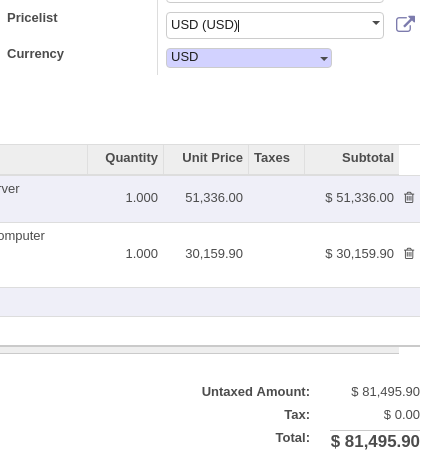 Pricelist USD (USD)
Currency USD
Quantity Unit Price Taxes Subtotal
rver
1.000 51,336.00 $ 51,336.00
omputer
1.000 30,159.90 $ 30,159.90
Untaxed Amount: $ 81,495.90
Tax: $ 0.00
Total: $ 81,495.90